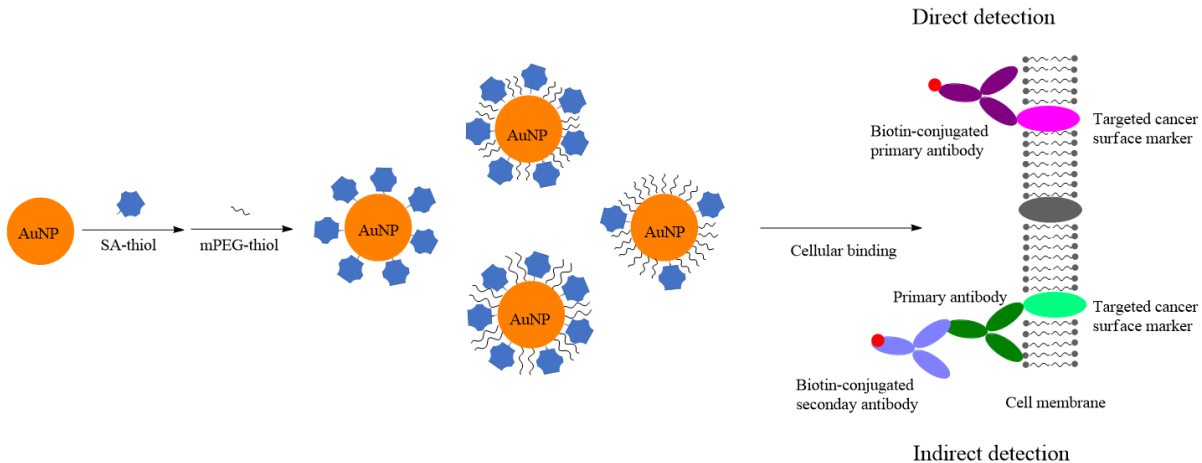 Direct detection
AuNP
SA-thiol
mPEG-thiol
AuNP
AuNP
AuNP
AuNP
Cellular binding
Biotin-conjugated
primary antibody
Targeted cancer
surface marker
Primary antibody
Targeted cancer
surface marker
Biotin-conjugated
seconday antibody
Cell membrane
Indirect detection